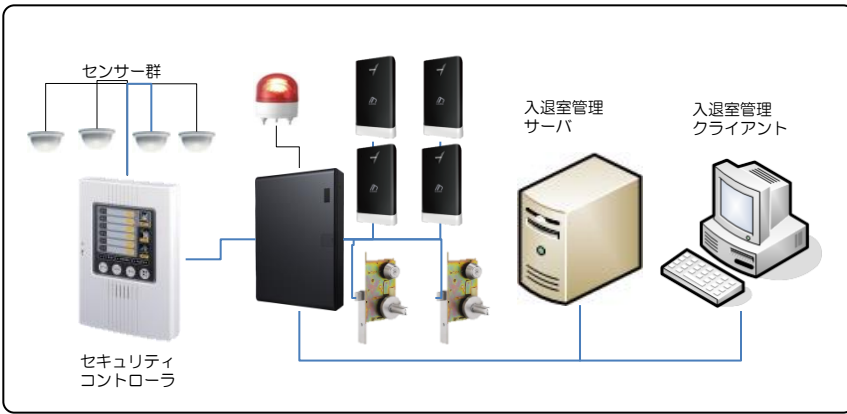 センサー群
入退室管理
サーバ
入退室管理
クライアント
セキュリティ
コントローラ